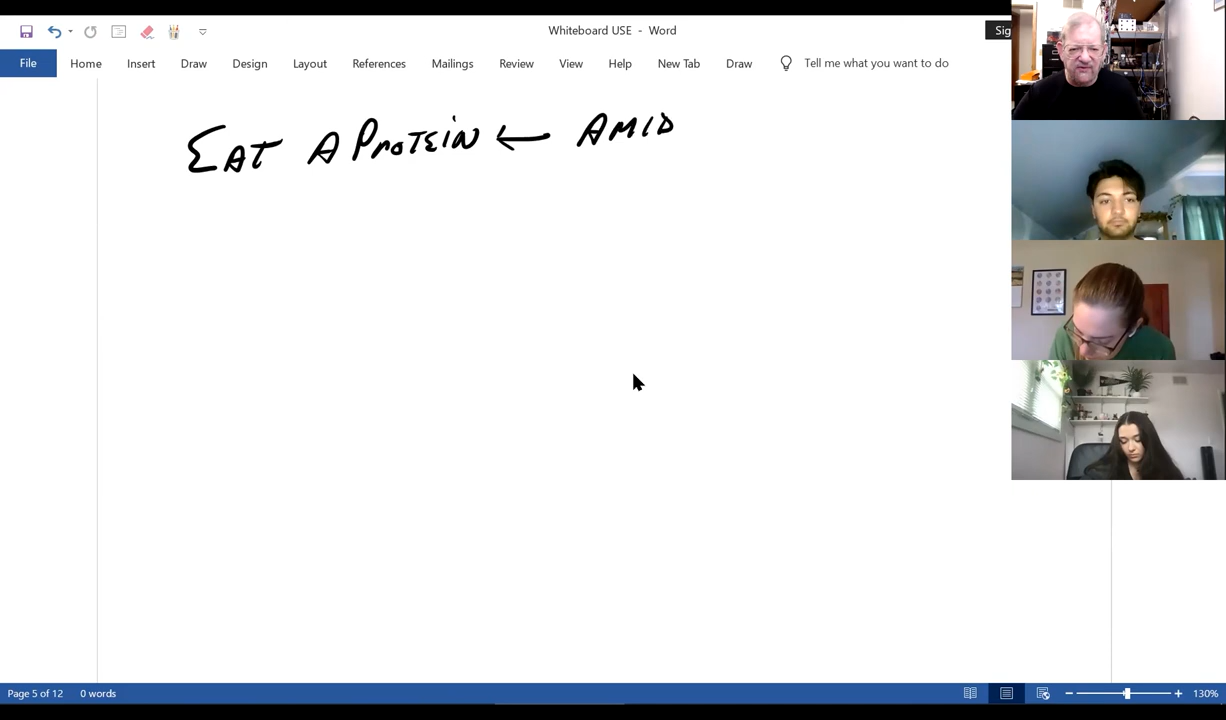 Whiteboard USE - Word
Sig
File Home Insert Draw Design Layout References Mailings Review View Help New Tab Draw Tell me what you want to do
EAT A PROTEIN ← AMID
Page 5 of 12 0 words
130%